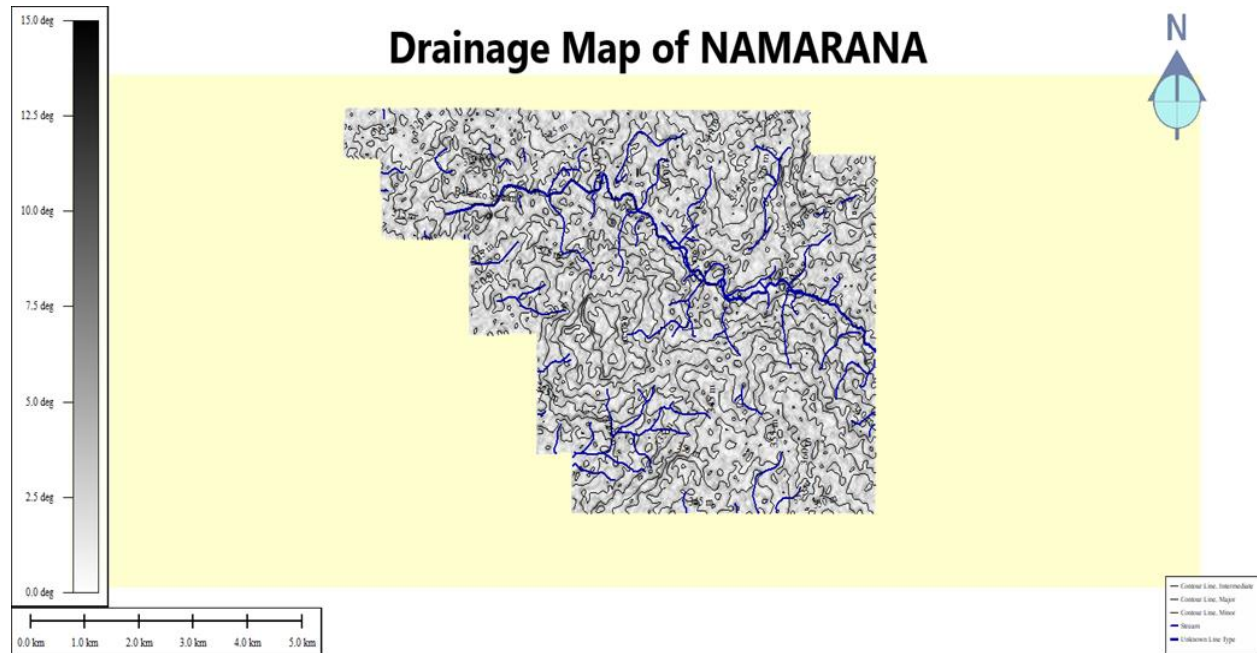 Drainage Map of NAMARANA
N
15.0 deg
12.5 deg
10.0 deg
7.5 deg
5.0 deg
2.5 deg
0.0 deg
0.0 km 1.0 km 2.0 km 3.0 km 4.0 km 5.0 km
Contour Line, Intermediate
Contour Line, Major
Contour Line, Minor
Stream
Unknown Line Type